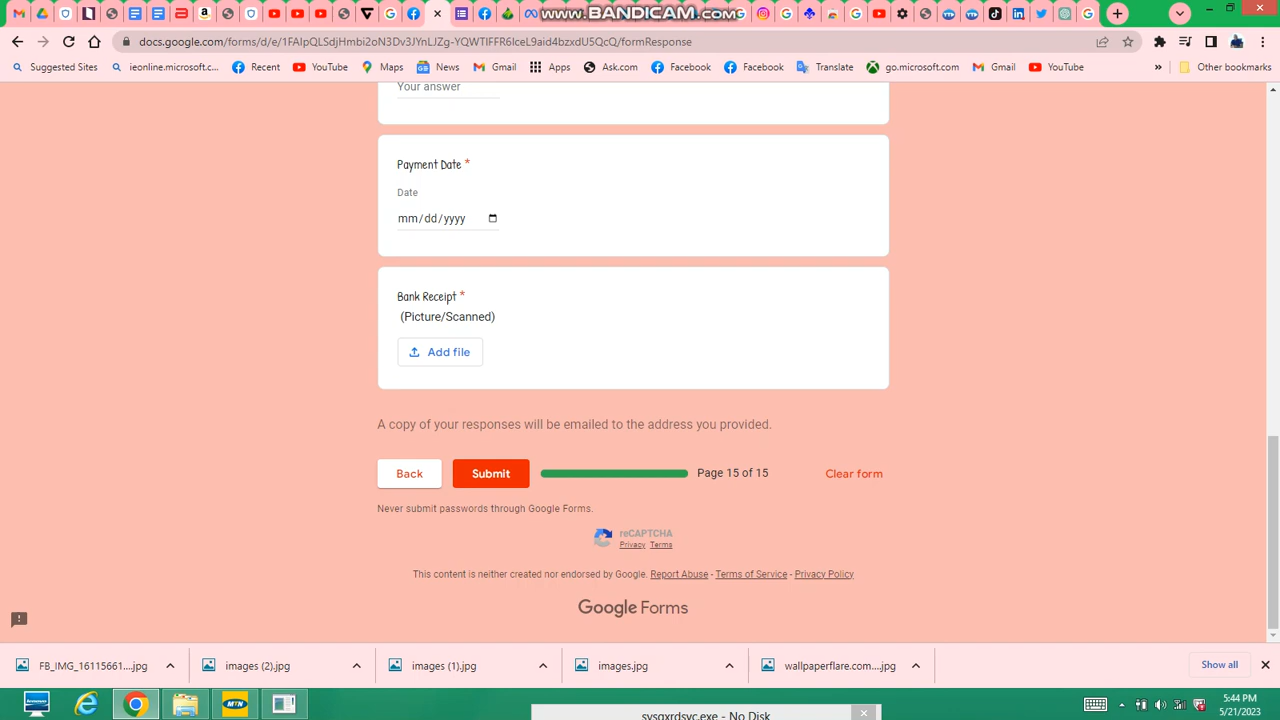 www.BANDICAM.com
docs.google.com/forms/d/e/1FAIpQLSdjHmbi2oN3Dv3JYnLJZg-YQWTlFFR6lceL9aid4bzxdU5QcQ/formResponse
Suggested Sites ieonline.microsoft.c... Recent YouTube Maps News Gmail Apps Ask.com Facebook Facebook Translate go.microsoft.com Gmail YouTube » Other bookmarks
Your answer
Payment Date *
Date
mm/dd/yyyy
Bank Receipt *
(Picture/Scanned)
Add file
A copy of your responses will be emailed to the address you provided.
Back Submit Page 15 of 15 Clear form
Never submit passwords through Google Forms.
reCAPTCHA
Privacy Terms
This content is neither created nor endorsed by Google. Report Abuse - Terms of Service - Privacy Policy
Google Forms
FB_IMG_16115661....jpg images (2).jpg images (1).jpg images.jpg wallpaperflare.com....jpg Show all
MTN
5:44 PM
5/21/2023
sysqxrdsvc.exe - No Disk